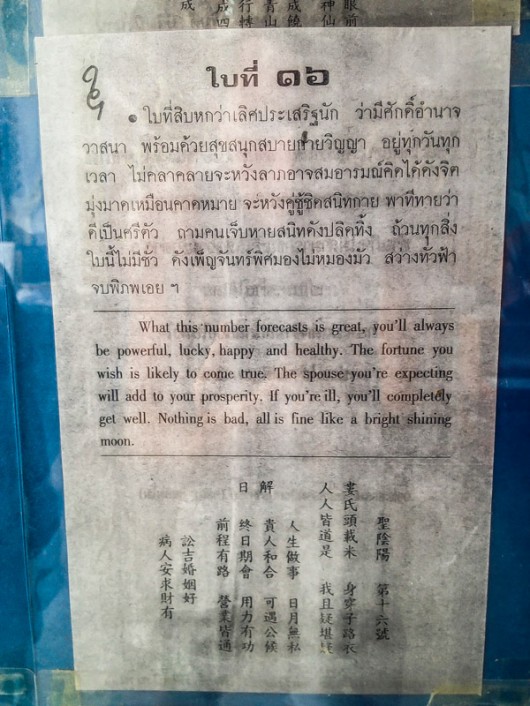 ใบที่ ๑๖
๑ ใบที่สิบหกว่าเลิศประเสริฐนัก ว่ามีศักดิ์อำนาจ
วาสนา พร้อมด้วยสุขสนุกสบายกายวิญญา อยู่ทุกวันทุก
เวลา ไม่คลาคลายจะหวังลาภอาจสมอารมณ์คิดได้ดังจิต
มุ่งมาดเหมือนคาดหมาย จะหวังคู่ชู้ชิดสนิทกาย พาทีทายว่า
ดีเป็นศรีตัว ถามคนเจ็บหายสนิทดังปลิดทิ้ง ถ้วนทุกสิ่ง
ใบนี้ไม่มีชั่ว ดังเพ็ญจันทร์พิศมองไม่หมองมัว สว่างทั่วฟ้า
จบพิภพเอย ฯ
What this number forecasts is great, you'll always
be powerful, lucky, happy and healthy. The fortune you
wish is likely to come true. The spouse you're expecting
will add to your prosperity. If you're ill, you'll completely
get well. Nothing is bad, all is fine like a bright shining
moon.
聖陰陽 第十六號
婁氏頭載米 身穿子路衣
人人皆道是 我且疑堪疑
解日
人生做事 日月無私
貴人和合 可遇公候
終日期會 用力有功
前程有路 營業皆通
訟吉婚姻好
病人安求財有